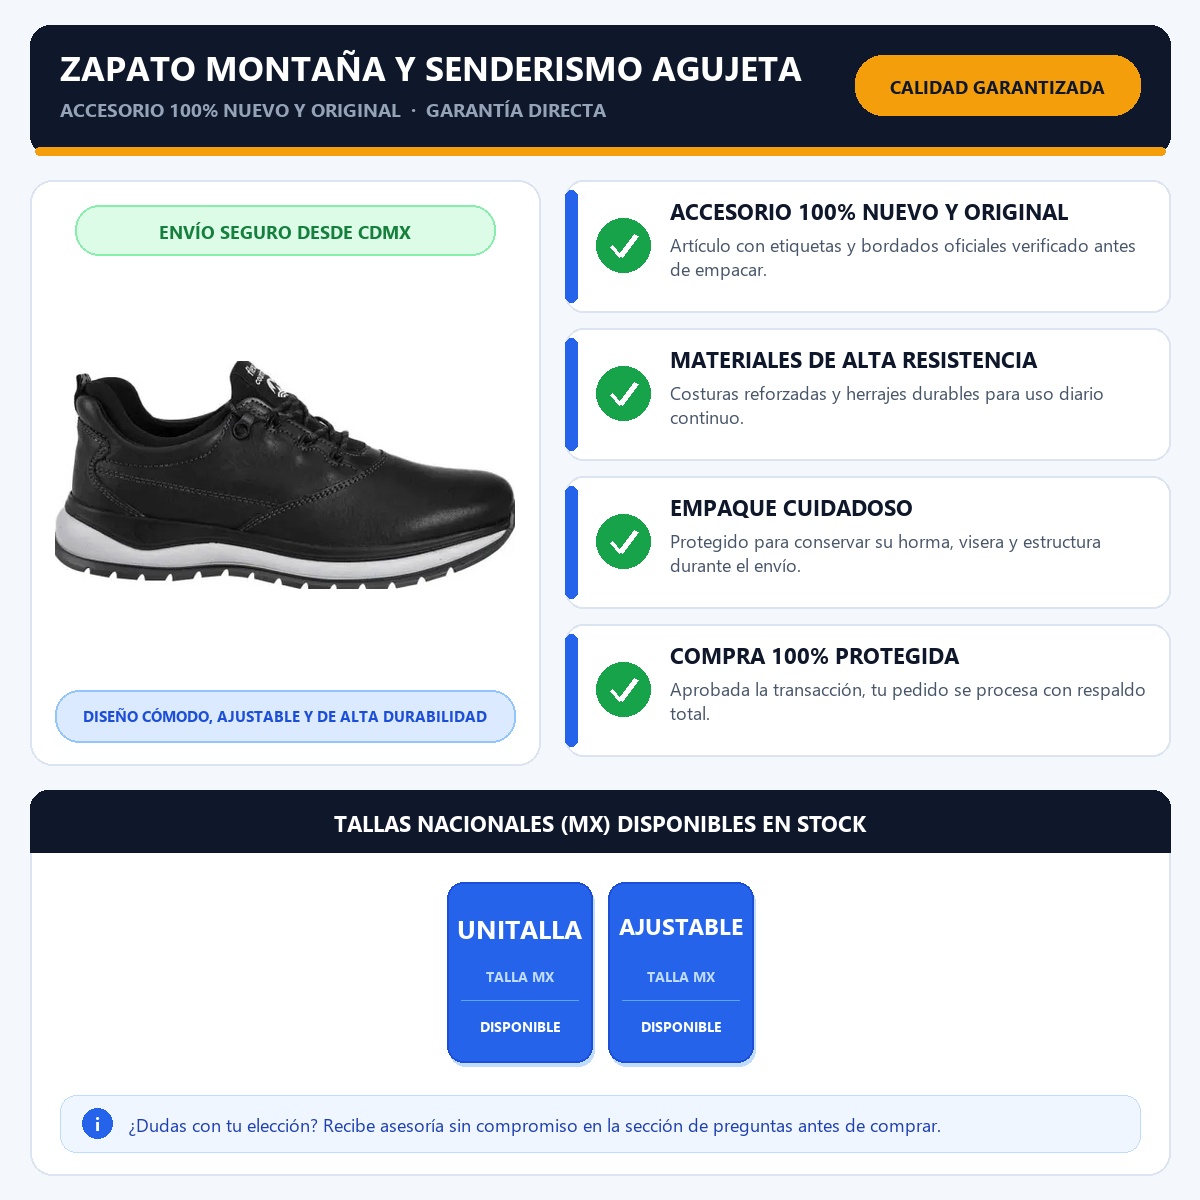 ZAPATO MONTAÑA Y SENDERISMO AGUJETA
ACCESORIO 100% NUEVO Y ORIGINAL · GARANTÍA DIRECTA
CALIDAD GARANTIZADA
ENVÍO SEGURO DESDE CDMX
DISEÑO CÓMODO, AJUSTABLE Y DE ALTA DURABILIDAD
ACCESORIO 100% NUEVO Y ORIGINAL
Artículo con etiquetas y bordados oficiales verificado antes
de empacar.
MATERIALES DE ALTA RESISTENCIA
Costuras reforzadas y herrajes durables para uso diario
continuo.
EMPAQUE CUIDADOSO
Protegido para conservar su horma, visera y estructura
durante el envío.
COMPRA 100% PROTEGIDA
Aprobada la transacción, tu pedido se procesa con respaldo
total.
TALLAS NACIONALES (MX) DISPONIBLES EN STOCK
UNITALLA
TALLA MX
DISPONIBLE
AJUSTABLE
TALLA MX
DISPONIBLE
¿Dudas con tu elección? Recibe asesoría sin compromiso en la sección de preguntas antes de comprar.